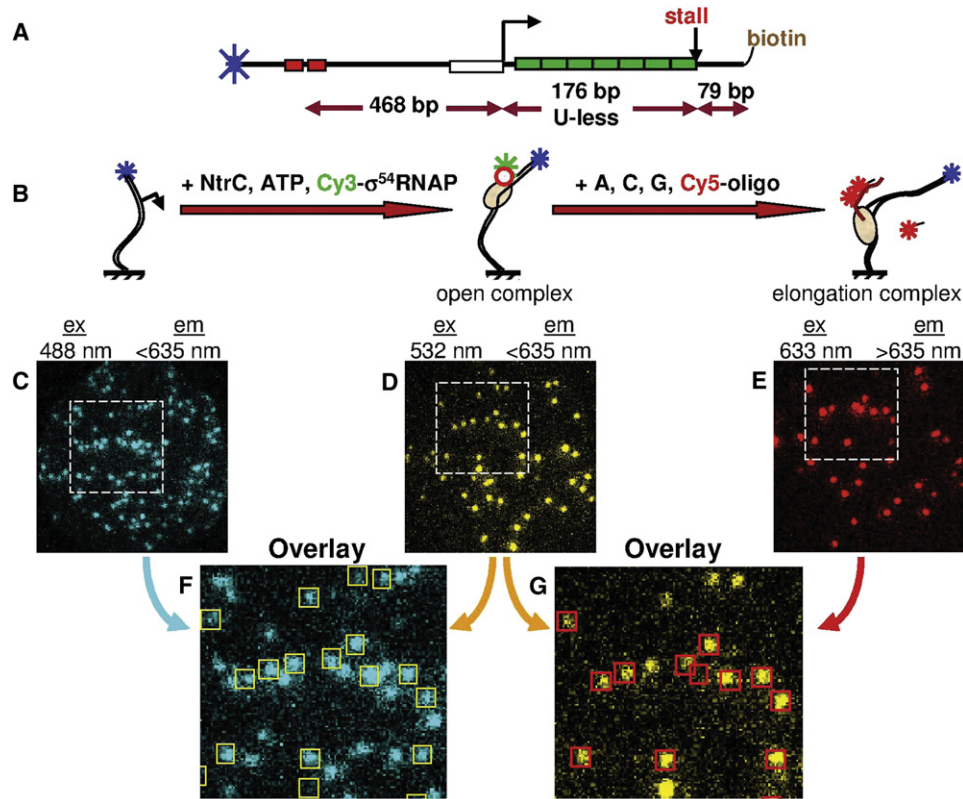 A
stall
biotin
468 bp
176 bp
79 bp
U-less
B
+ NtrC, ATP, Cy3-σ⁵⁴RNAP
+ A, C, G, Cy5-oligo
open complex
elongation complex
ex em
488 nm <635 nm
ex em
532 nm <635 nm
ex em
633 nm >635 nm
C
D
E
Overlay
Overlay
F
G